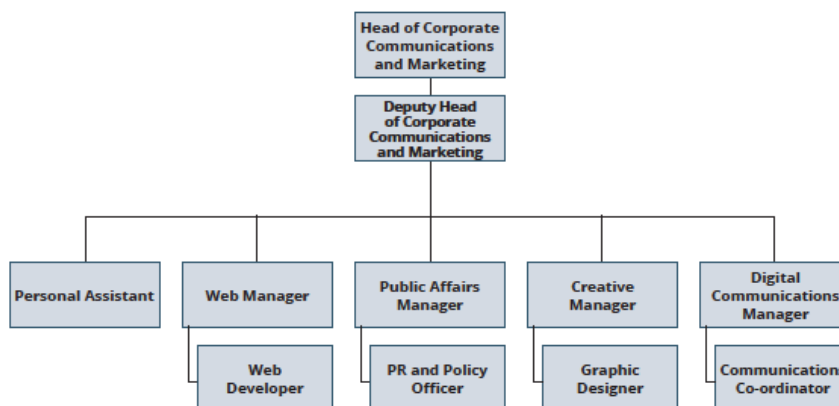 Head of Corporate
Communications
and Marketing
Deputy Head
of Corporate
Communications
and Marketing
Personal Assistant
Web Manager
Public Affairs
Manager
Creative
Manager
Digital
Communications
Manager
Web
Developer
PR and Policy
Officer
Graphic
Designer
Communication
Co-ordinator